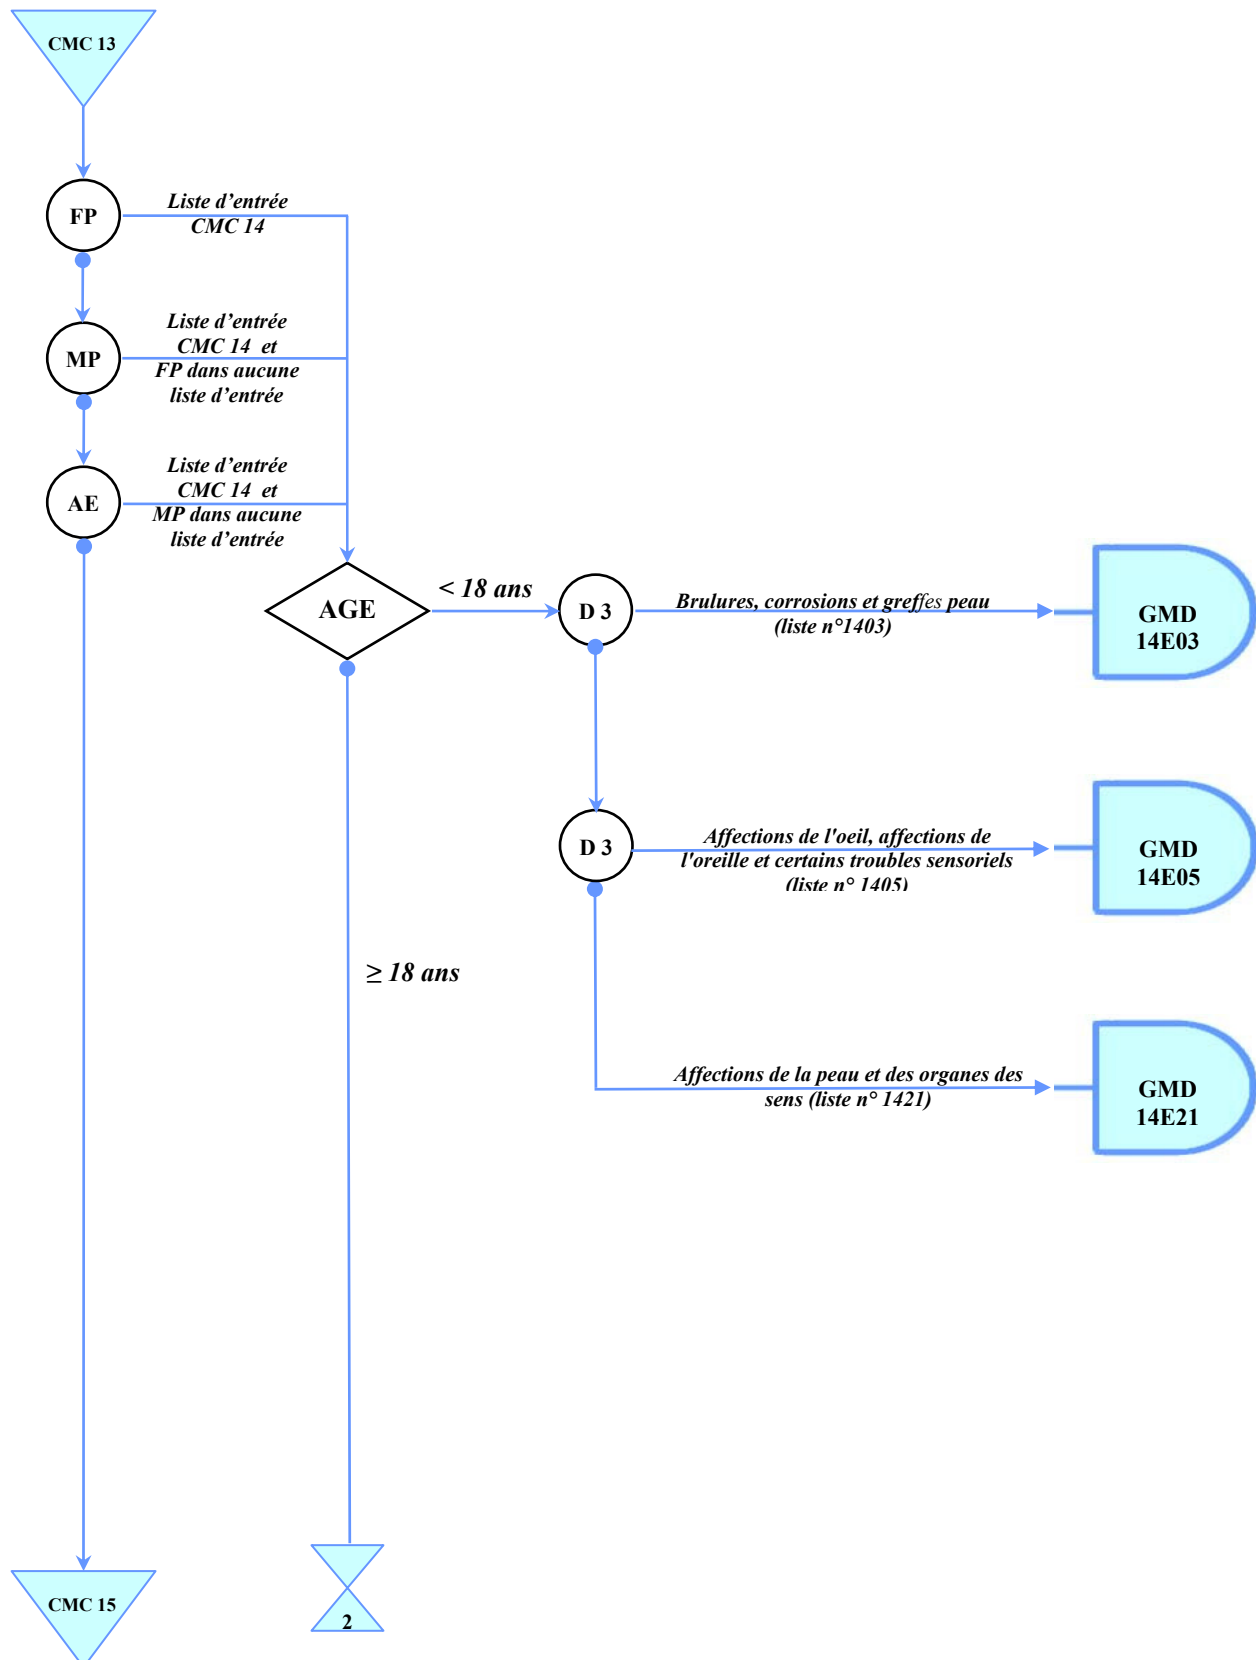 CMC 13
FP
Liste d'entrée
CMC 14
MP
Liste d'entrée
CMC 14 et
FP dans aucune
liste d'entrée
AE
Liste d'entrée
CMC 14 et
MP dans aucune
liste d'entrée
AGE
< 18 ans
D 3
Brulures, corrosions et greffes peau
(liste n°1403)
GMD
14E03
D 3
Affections de l'oeil, affections de
l'oreille et certains troubles sensoriels
(liste n° 1405)
GMD
14E05
≥ 18 ans
Affections de la peau et des organes des
sens (liste n° 1421)
GMD
14E21
CMC 15
2